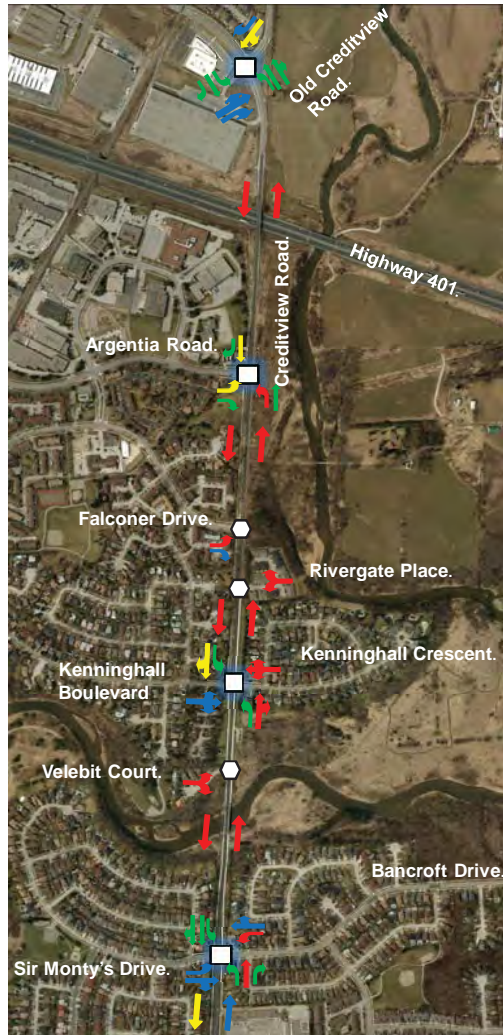 Old Creditview
Road.
Highway 401.
Creditview Road.
Argentia Road.
Falconer Drive.
Rivergate Place.
Kenninghall Crescent.
Kenninghall
Boulevard
Velebit Court.
Bancroft Drive.
Sir Monty's Drive.